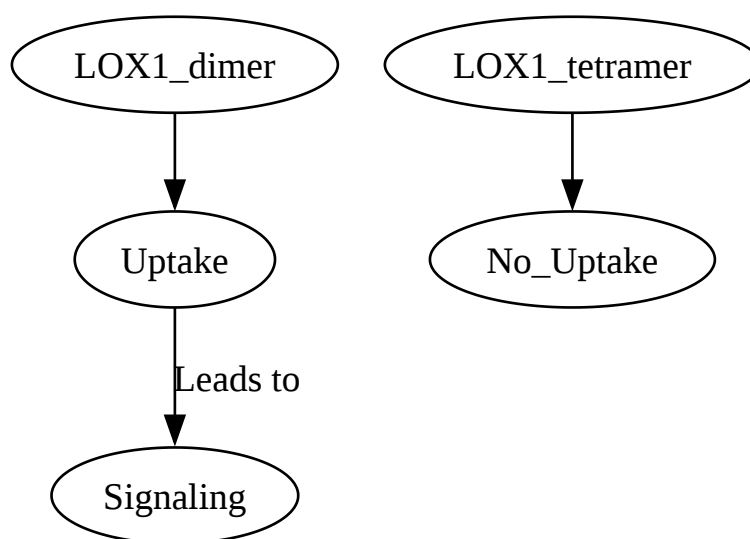 LOX1_dimer
LOX1_tetramer
Uptake
No_Uptake
Leads to
Signaling